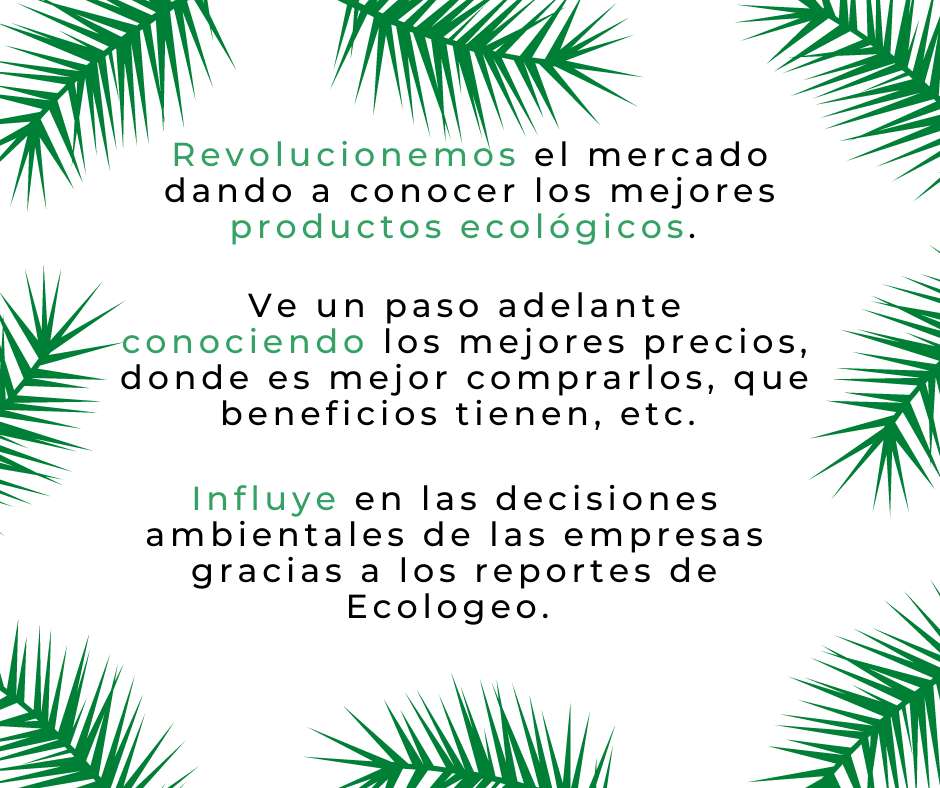 Revolucionemos el mercado
dando a conocer los mejores
productos ecológicos.
Ve un paso adelante
conociendo los mejores precios,
donde es mejor comprarlos, que
beneficios tienen, etc.
Influye en las decisiones
ambientales de las empresas
gracias a los reportes de
Ecologeo.